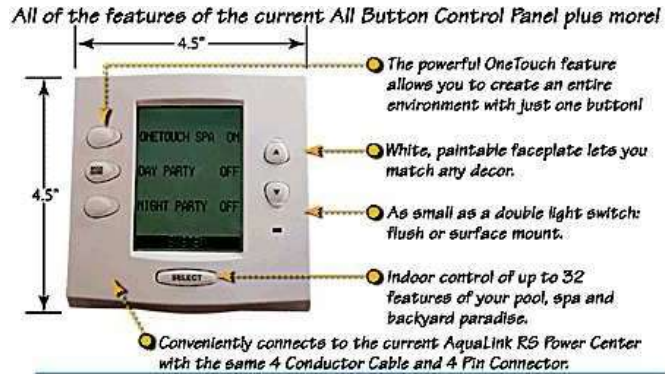 All of the features of the current All Button Control Panel plus more!
4.5"
The powerful OneTouch feature
allows you to create an entire
environment with just one button!
4.5"
ONETOUCH SPA ON
DAY PARTY OFF
NIGHT PARTY OFF
White, paintable faceplate lets you
match any decor.
As small as a double light switch:
flush or surface mount.
SELECT
Indoor control of up to 32
features of your pool, spa and
backyard paradise.
Conveniently connects to the current AquaLink RS Power Center
with the same 4 Conductor Cable and 4 Pin Connector.